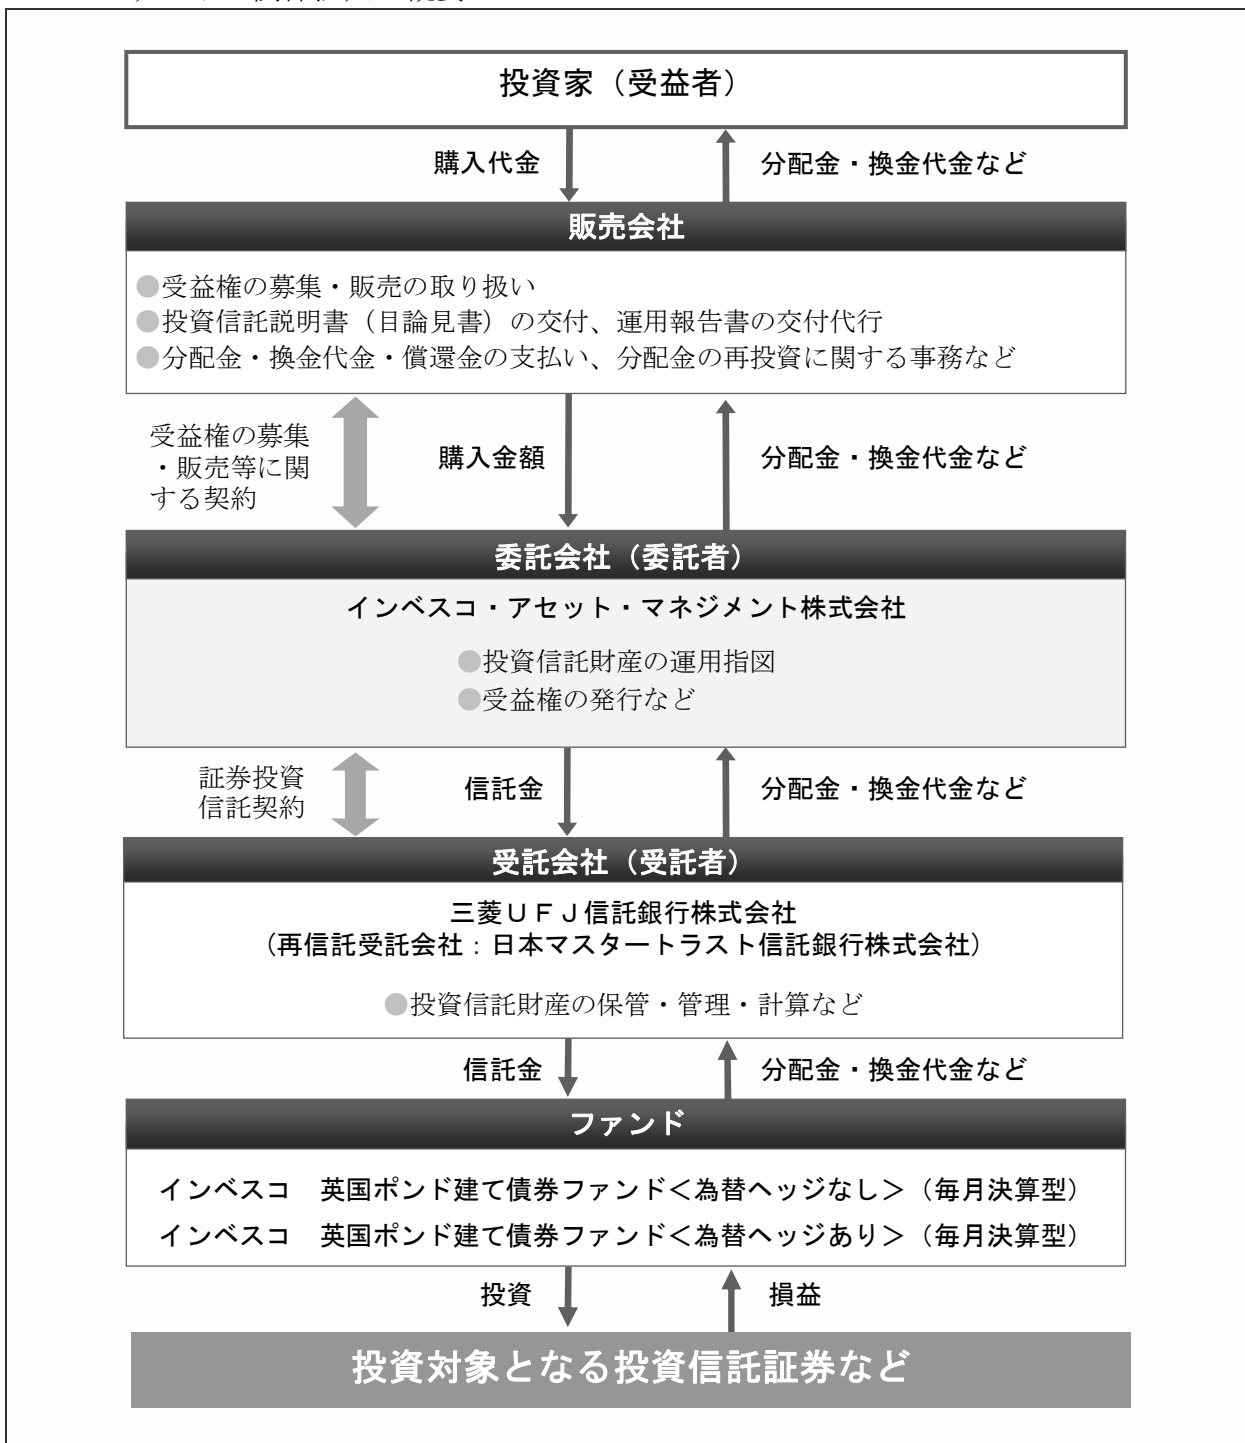 投資家（受益者）
購入代金
分配金・換金代金など
販売会社
●受益権の募集・販売の取り扱い
●投資信託説明書（目論見書）の交付、運用報告書の交付代行
●分配金・換金代金・償還金の支払い、分配金の再投資に関する事務など
受益権の募集
・販売等に関
する契約
購入金額
分配金・換金代金など
委託会社（委託者）
インベスコ・アセット・マネジメント株式会社
●投資信託財産の運用指図
●受益権の発行など
証券投資
信託契約
信託金
分配金・換金代金など
受託会社（受託者）
三菱ＵＦＪ信託銀行株式会社
（再信託受託会社：日本マスタートラスト信託銀行株式会社）
●投資信託財産の保管・管理・計算など
信託金
分配金・換金代金など
ファンド
インベスコ　英国ポンド建て債券ファンド＜為替ヘッジなし＞（毎月決算型）
インベスコ　英国ポンド建て債券ファンド＜為替ヘッジあり＞（毎月決算型）
投資
損益
投資対象となる投資信託証券など